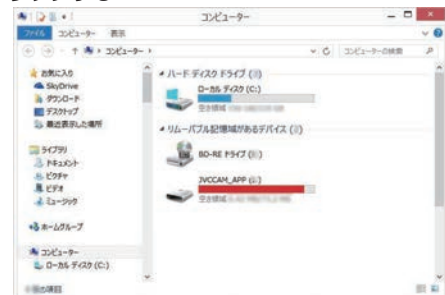 コンピューター
ファイル コンピューター 表示
コンピューター
コンピューターの検索
お気に入り
SkyDrive
ダウンロード
デスクトップ
最近表示した場所
ライブラリ
ドキュメント
ピクチャ
ビデオ
ミュージック
ホームグループ
コンピューター
ローカル ディスク (C:)
ハード ディスク ドライブ
ローカル ディスク (C:)
空き領域
リムーバブル記憶域があるデバイス
BD-RE ドライブ
JVCCAM_APP
空き領域
個の項目